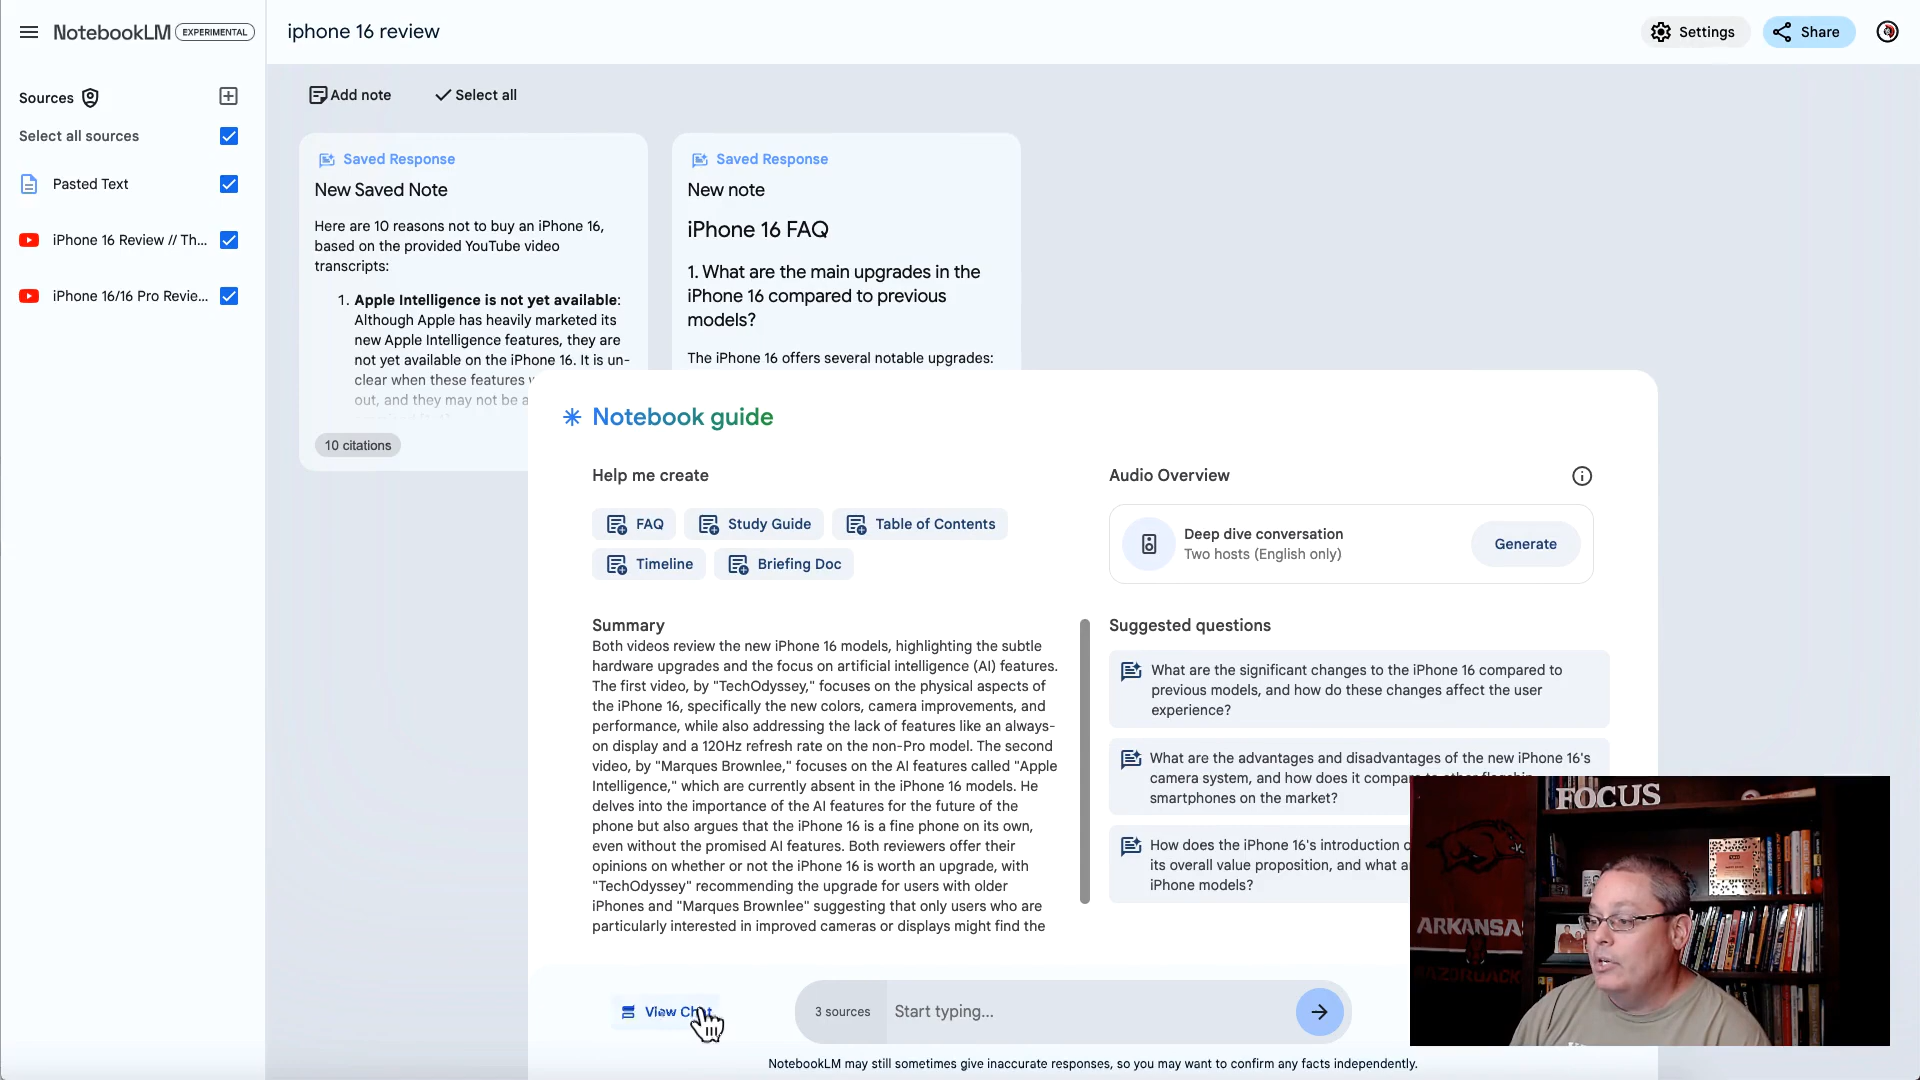 NotebookLM EXPERIMENTAL
iphone 16 review
Settings
Share
Sources
Select all sources
Pasted Text
iPhone 16 Review // Th...
iPhone 16/16 Pro Revie...
Add note
Select all
Saved Response
New Saved Note
Here are 10 reasons not to buy an iPhone 16,
based on the provided YouTube video
transcripts:
1. Apple Intelligence is not yet available:
Although Apple has heavily marketed its
new Apple Intelligence features, they are
not yet available on the iPhone 16. It is un-
clear when these features
out, and they may not be a
10 citations
Saved Response
New note
iPhone 16 FAQ
1. What are the main upgrades in the
iPhone 16 compared to previous
models?
The iPhone 16 offers several notable upgrades:
Notebook guide
Help me create
FAQ
Study Guide
Table of Contents
Timeline
Briefing Doc
Audio Overview
Deep dive conversation
Two hosts (English only)
Generate
Summary
Both videos review the new iPhone 16 models, highlighting the subtle
hardware upgrades and the focus on artificial intelligence (AI) features.
The first video, by "TechOdyssey," focuses on the physical aspects of
the iPhone 16, specifically the new colors, camera improvements, and
performance, while also addressing the lack of features like an always-
on display and a 120Hz refresh rate on the non-Pro model. The second
video, by "Marques Brownlee," focuses on the AI features called "Apple
Intelligence," which are currently absent in the iPhone 16 models. He
delves into the importance of the AI features for the future of the
phone but also argues that the iPhone 16 is a fine phone on its own,
even without the promised AI features. Both reviewers offer their
opinions on whether or not the iPhone 16 is worth an upgrade, with
"TechOdyssey" recommending the upgrade for users with older
iPhones and "Marques Brownlee" suggesting that only users who are
particularly interested in improved cameras or displays might find the
Suggested questions
What are the significant changes to the iPhone 16 compared to
previous models, and how do these changes affect the user
experience?
What are the advantages and disadvantages of the new iPhone 16's
camera system, and how does it compare to other flagship
smartphones on the market?
How does the iPhone 16's introduction
its overall value proposition, and what
iPhone models?
View Chat
3 sources
Start typing...
NotebookLM may still sometimes give inaccurate responses, so you may want to confirm any facts independently.
FOCUS
ARKANSA
RAZORBACK